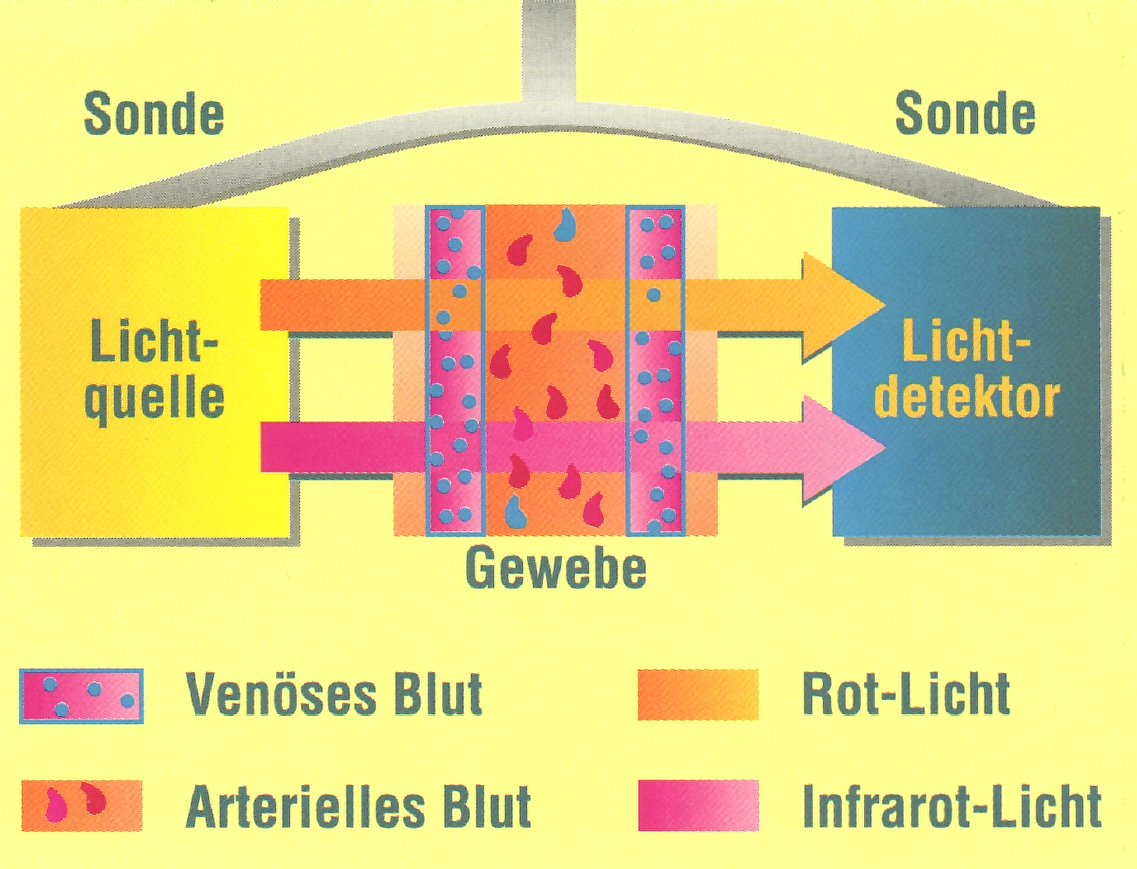 Sonde
Sonde
Licht-
quelle
Licht-
detektor
Gewebe
Venöses Blut
Rot-Licht
Arterielles Blut
Infrarot-Licht